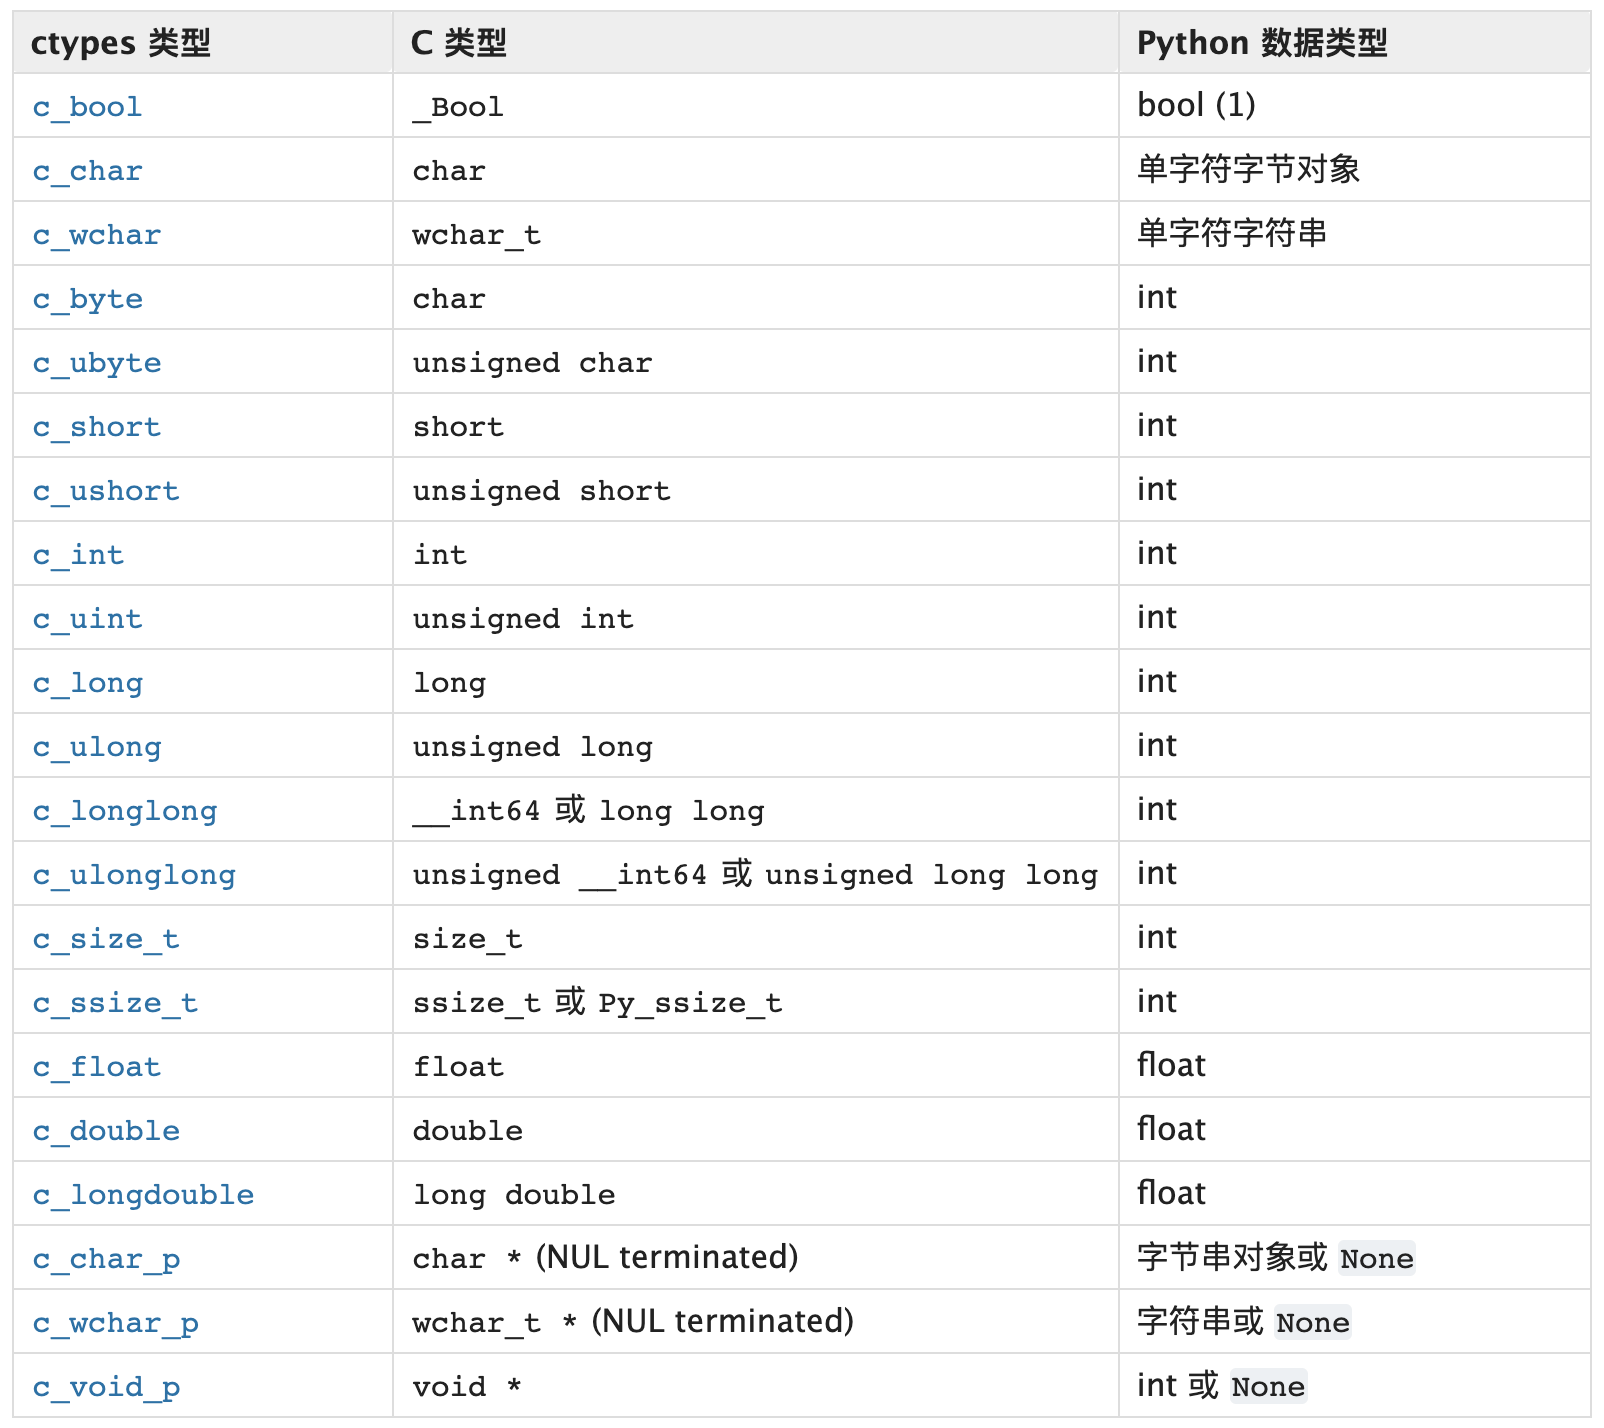 ctypes 类型 C 类型 Python 数据类型
c_bool _Bool bool (1)
c_char char 单字符字节对象
c_wchar wchar_t 单字符字符串
c_byte char int
c_ubyte unsigned char int
c_short short int
c_ushort unsigned short int
c_int int int
c_uint unsigned int int
c_long long int
c_ulong unsigned long int
c_longlong __int64 或 long long int
c_ulonglong unsigned __int64 或 unsigned long long int
c_size_t size_t int
c_ssize_t ssize_t 或 Py_ssize_t int
c_float float float
c_double double float
c_longdouble long double float
c_char_p char * (NUL terminated) 字节串对象或 None
c_wchar_p wchar_t * (NUL terminated) 字符串或 None
c_void_p void * int 或 None